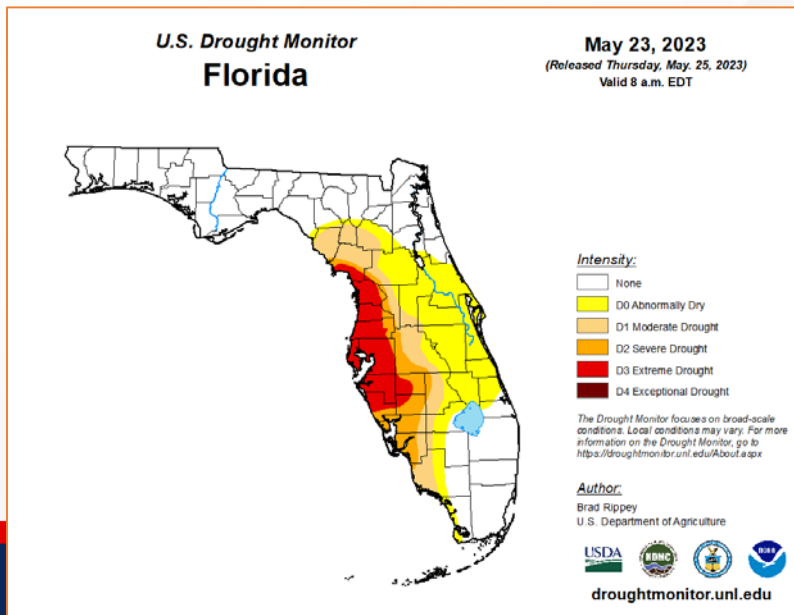 U.S. Drought Monitor
Florida
May 23, 2023
(Released Thursday, May. 25, 2023)
Valid 8 a.m. EDT
Intensity:
None
D0 Abnormally Dry
D1 Moderate Drought
D2 Severe Drought
D3 Extreme Drought
D4 Exceptional Drought
The Drought Monitor focuses on broad-scale
conditions. Local conditions may vary. For more
information on the Drought Monitor, go to
https://droughtmonitor.unl.edu/About.aspx
Author:
Brad Rippey
U.S. Department of Agriculture
USDA
NDMC
NOAA
droughtmonitor.unl.edu